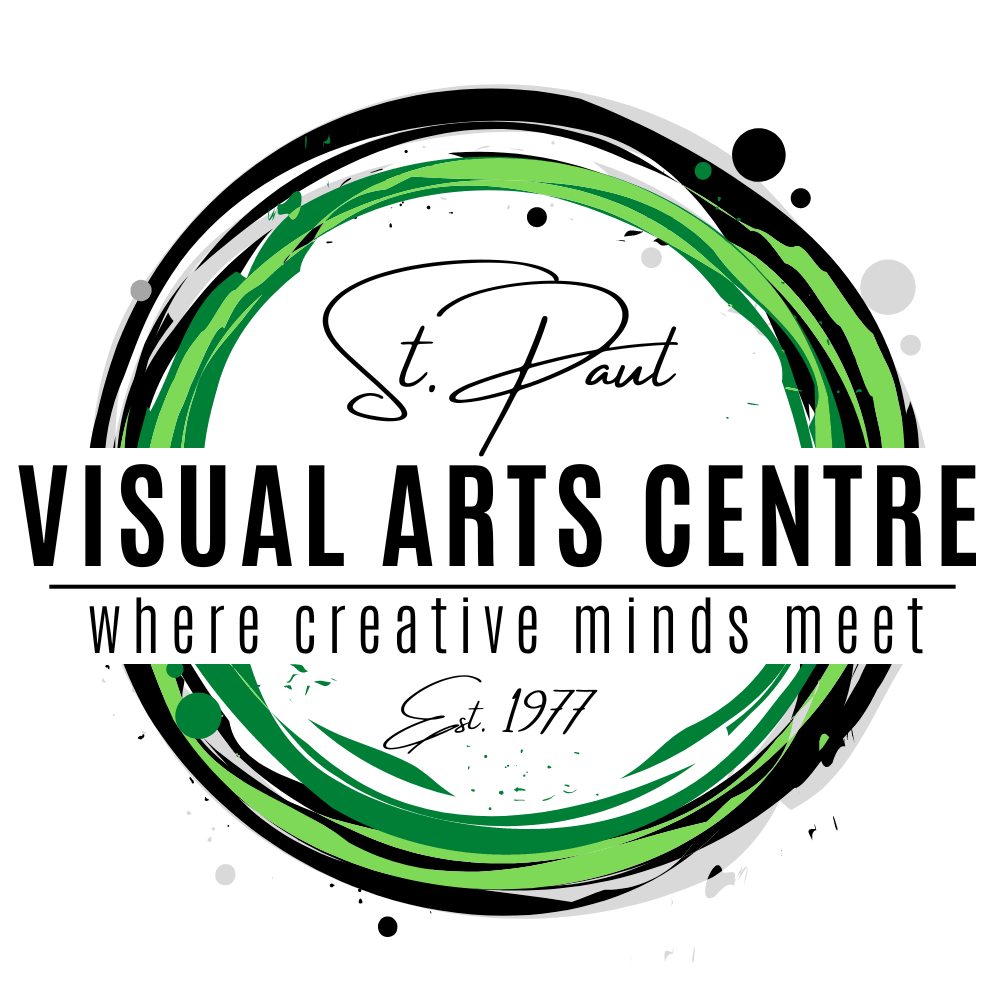 St. Paul
VISUAL ARTS CENTRE
where creative minds meet
Est. 1977